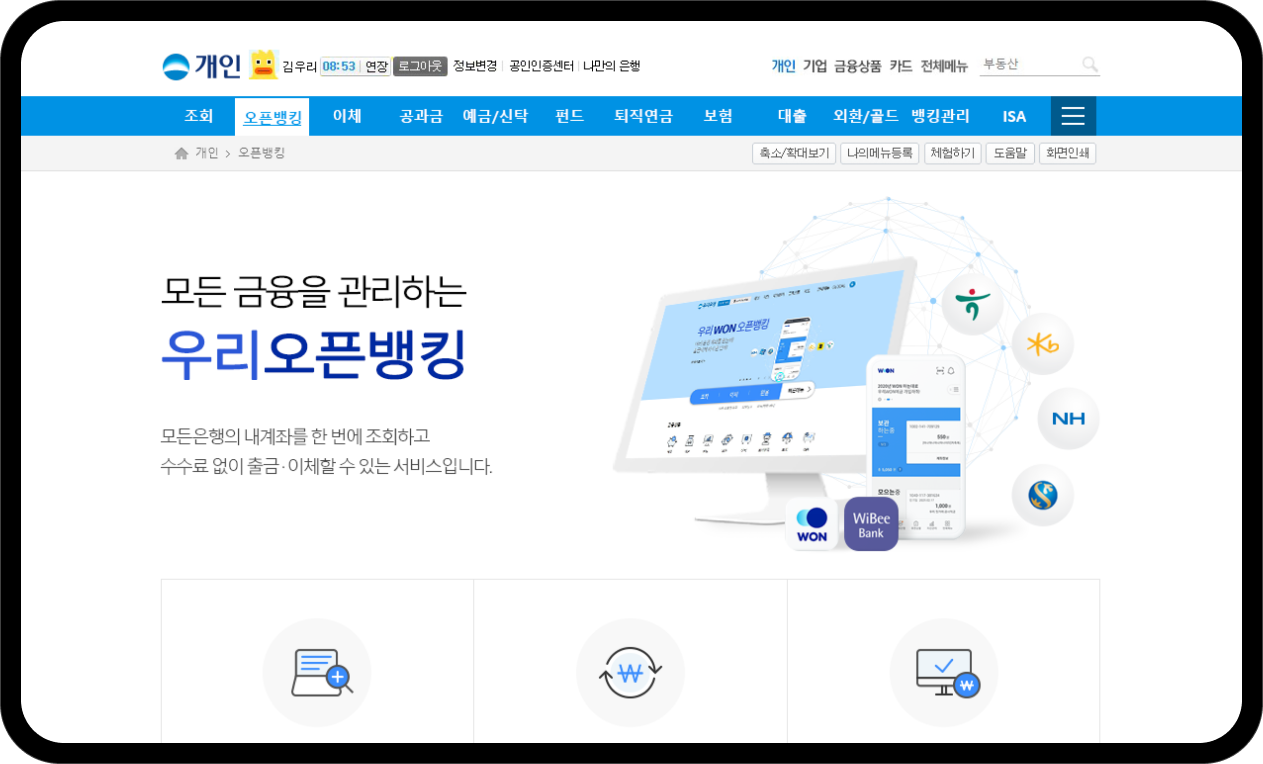 개인 김우리 08:53 연장 로그아웃 정보변경 공인인증센터 나만의 은행 개인 기업 금융상품 카드 전체메뉴 부동산
조회 오픈뱅킹 이체 공과금 예금/신탁 펀드 퇴직연금 보험 대출 외환/골드 뱅킹관리 ISA
개인 > 오픈뱅킹 축소/확대보기 나의메뉴등록 체험하기 도움말 화면인쇄
모든 금융을 관리하는
우리오픈뱅킹
모든은행의 내계좌를 한 번에 조회하고
수수료 없이 출금·이체할 수 있는 서비스입니다.
우리 WON 오픈뱅킹
NH
WON
WiBee
Bank